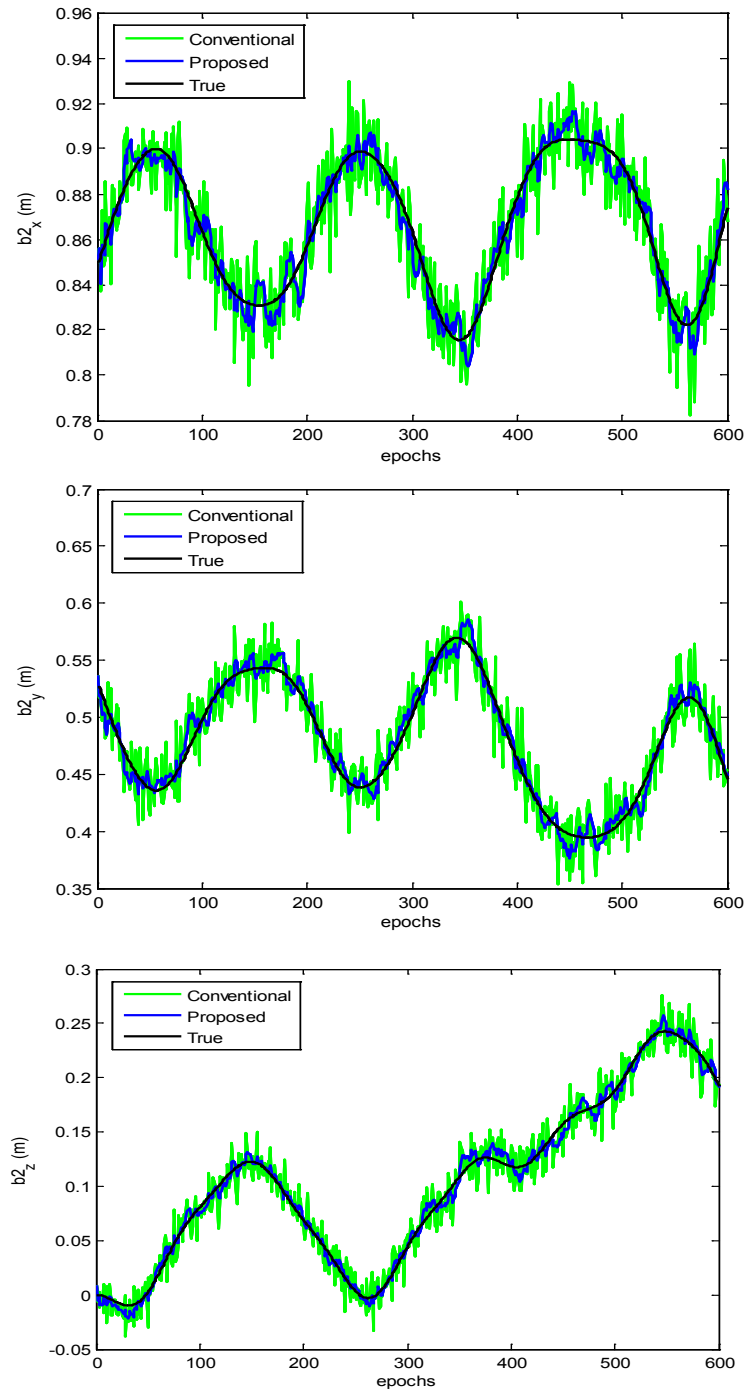 0.96
0.94
0.92
0.9
0.88
0.86
0.84
0.82
0.8
0.78
b2_x (m)
Conventional
Proposed
True
0 100 200 300 400 500 600
epochs
0.7
0.65
0.6
0.55
0.5
0.45
0.4
0.35
b2_y (m)
Conventional
Proposed
True
0 100 200 300 400 500 600
epochs
0.3
0.25
0.2
0.15
0.1
0.05
0
-0.05
b2_z (m)
Conventional
Proposed
True
0 100 200 300 400 500 600
epochs